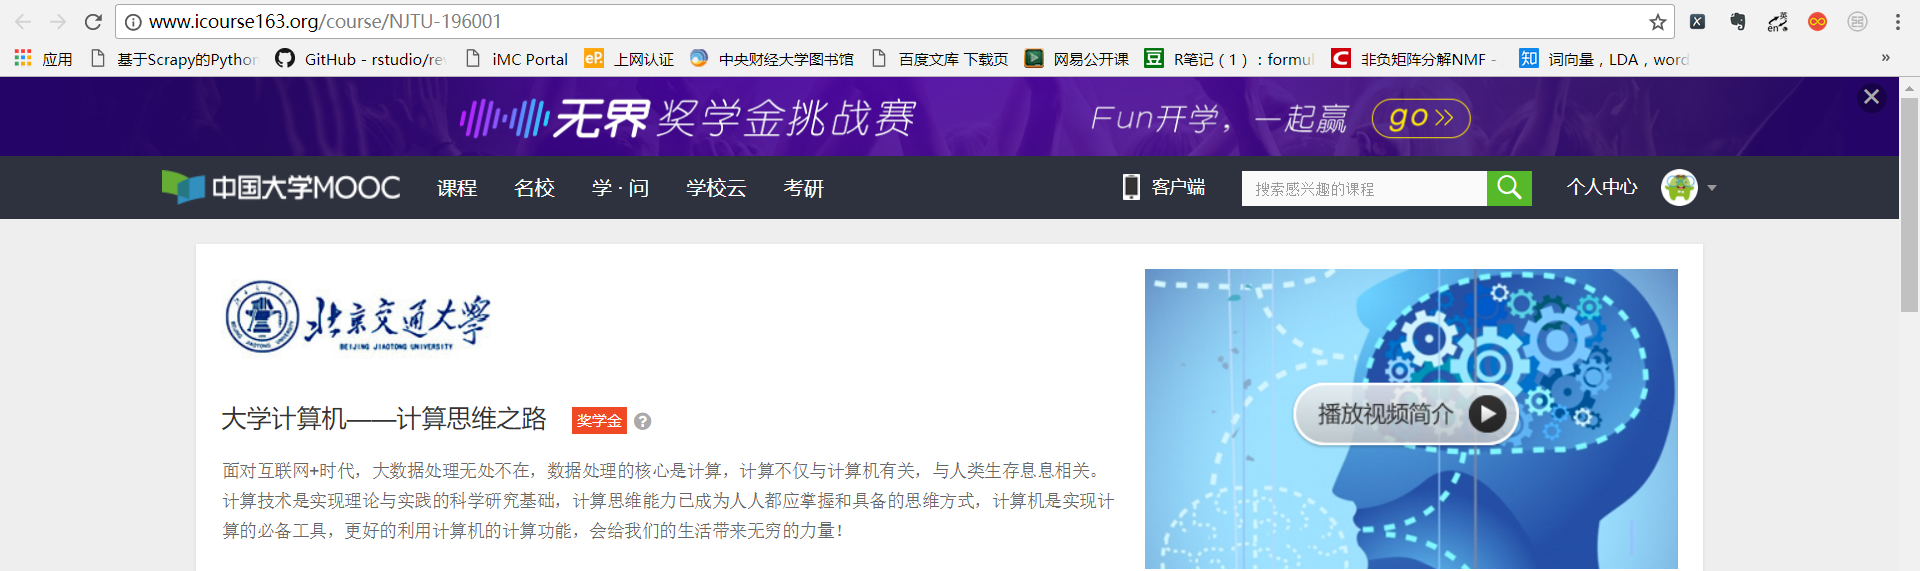 www.icourse163.org/course/NJTU-196001
应用 基于Scrapy的Python GitHub - rstudio/rev iMC Portal 上网认证 中央财经大学图书馆 百度文库 下载页 网易公开课 R笔记（1）：formul 非负矩阵分解NMF - 词向量，LDA，word »
无界 奖学金挑战赛 Fun开学，一起赢 go
中国大学MOOC 课程 名校 学·问 学校云 考研 客户端 搜索感兴趣的课程 个人中心
北京交通大学
BEIJING JIAOTONG UNIVERSITY
播放视频简介
大学计算机——计算思维之路 奖学金 ?
面对互联网+时代，大数据处理无处不在，数据处理的核心是计算，计算不仅与计算机有关，与人类生存息息相关。
计算技术是实现理论与实践的科学研究基础，计算思维能力已成为人人都应掌握和具备的思维方式，计算机是实现计
算的必备工具，更好的利用计算机的计算功能，会给我们的生活带来无穷的力量！